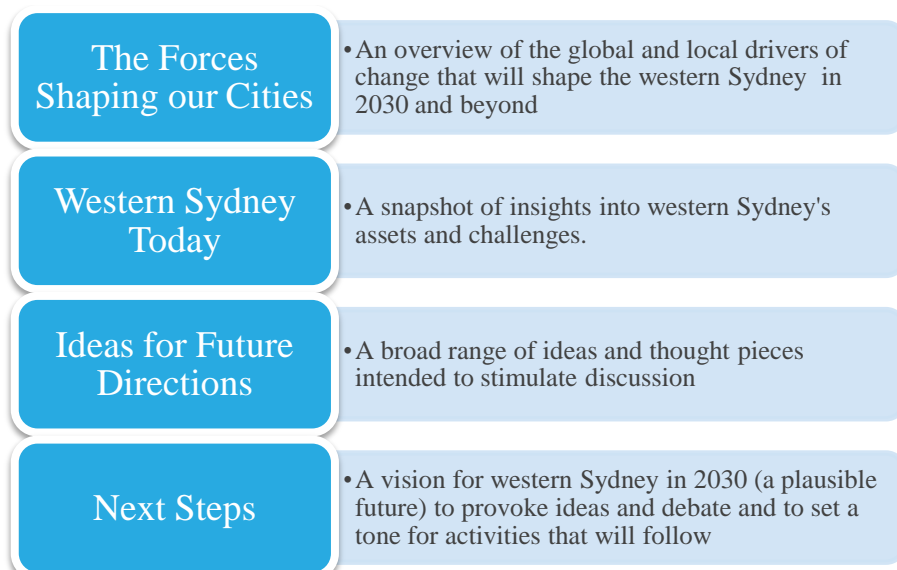 The Forces
Shaping our Cities
•An overview of the global and local drivers of
change that will shape the western Sydney in
2030 and beyond
Western Sydney
Today
•A snapshot of insights into western Sydney's
assets and challenges.
Ideas for Future
Directions
•A broad range of ideas and thought pieces
intended to stimulate discussion
Next Steps
•A vision for western Sydney in 2030 (a plausible
future) to provoke ideas and debate and to set a
tone for activities that will follow